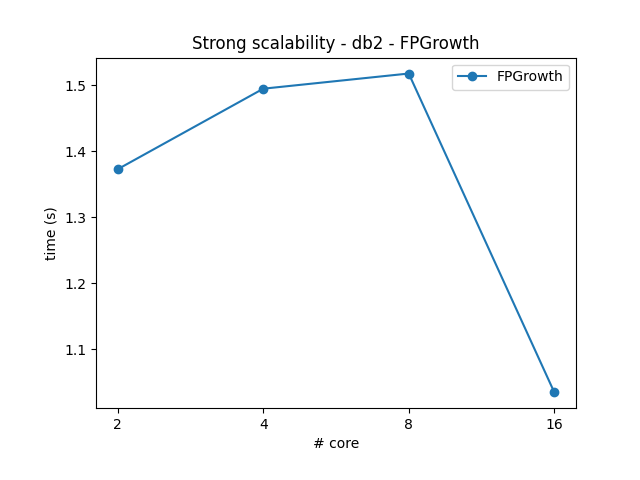 Strong scalability - db2 - FPGrowth
FPGrowth
time (s)
1.5
1.4
1.3
1.2
1.1
2 4 8 16
# core